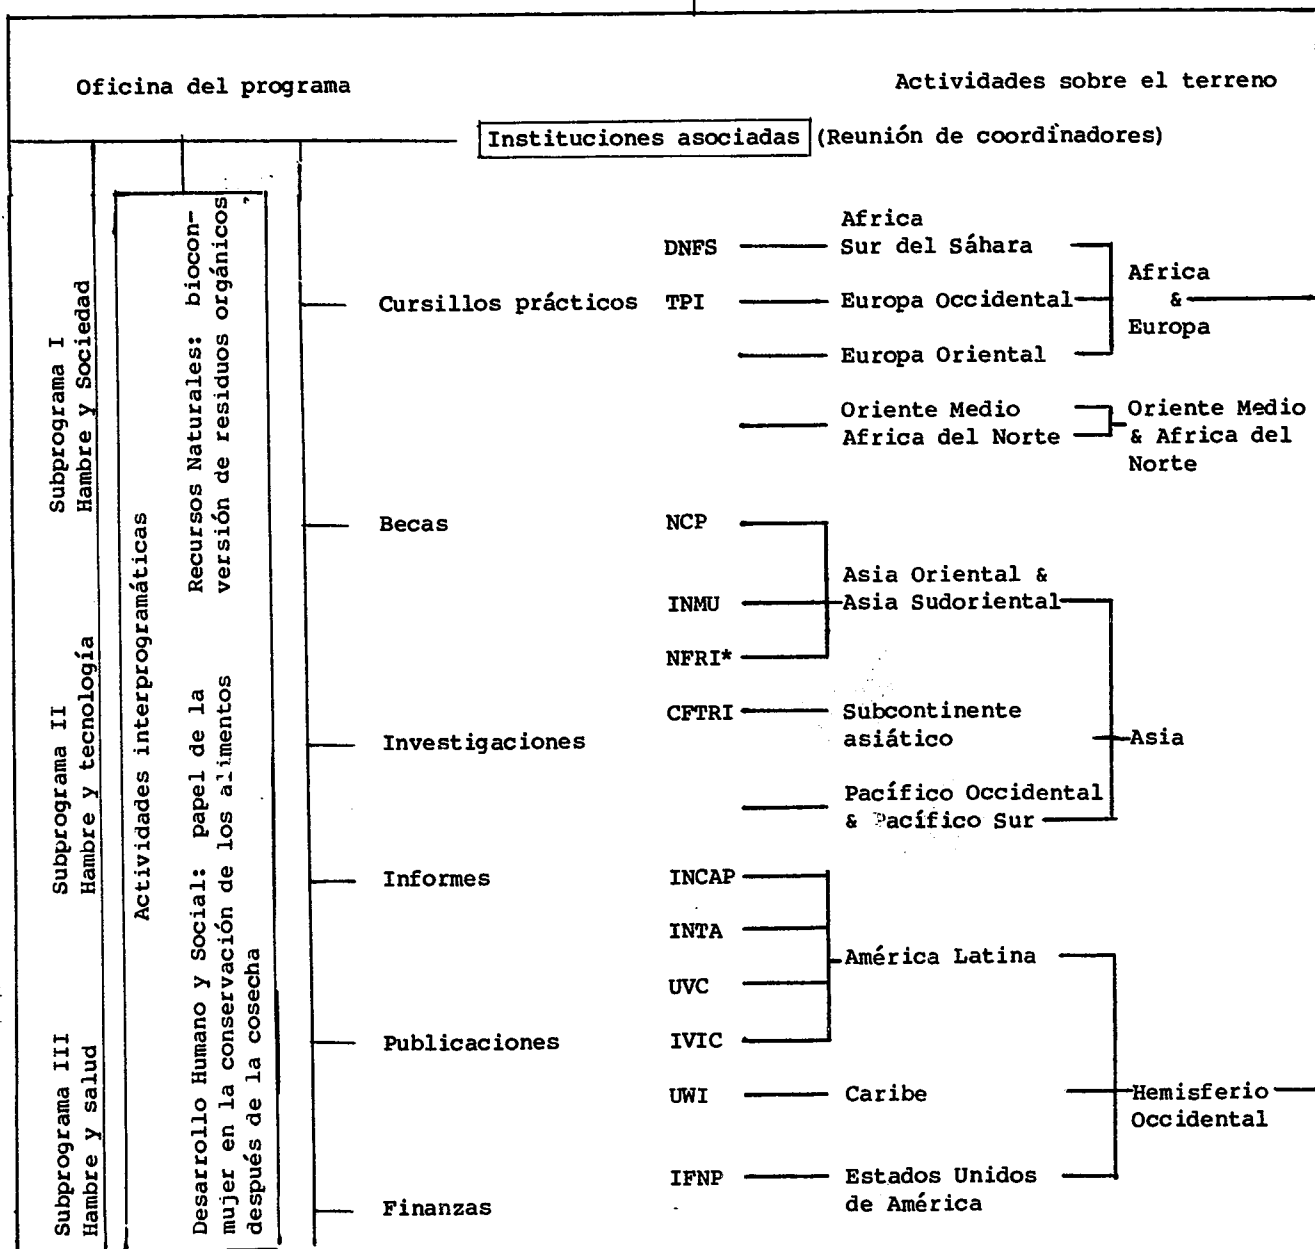 Oficina del programa
Actividades sobre el terreno
Instituciones asociadas (Reunión de coordinadores)
Subprograma I
Hambre y Sociedad
Subprograma II
Hambre y tecnología
Subprograma III
Hambre y salud
Actividades interprogramáticas
Recursos Naturales: biocon-
versión de residuos orgánicos
Desarrollo Humano y Social: papel de la
mujer en la conservación de los alimentos
después de la cosecha
Cursillos prácticos
Becas
Investigaciones
Informes
Publicaciones
Finanzas
DNFS
Africa
Sur del Sáhara
TPI
Europa Occidental
Europa Oriental
Africa
&
Europa
Oriente Medio
Africa del Norte
Oriente Medio
& Africa del
Norte
NCP
INMU
NFRI*
Asia Oriental &
Asia Sudoriental
CFTRI
Subcontinente
asiático
Pacífico Occidental
& Pacífico Sur
Asia
INCAP
INTA
UVC
IVIC
América Latina
UWI
Caribe
IFNP
Estados Unidos
de América
Hemisferio
Occidental